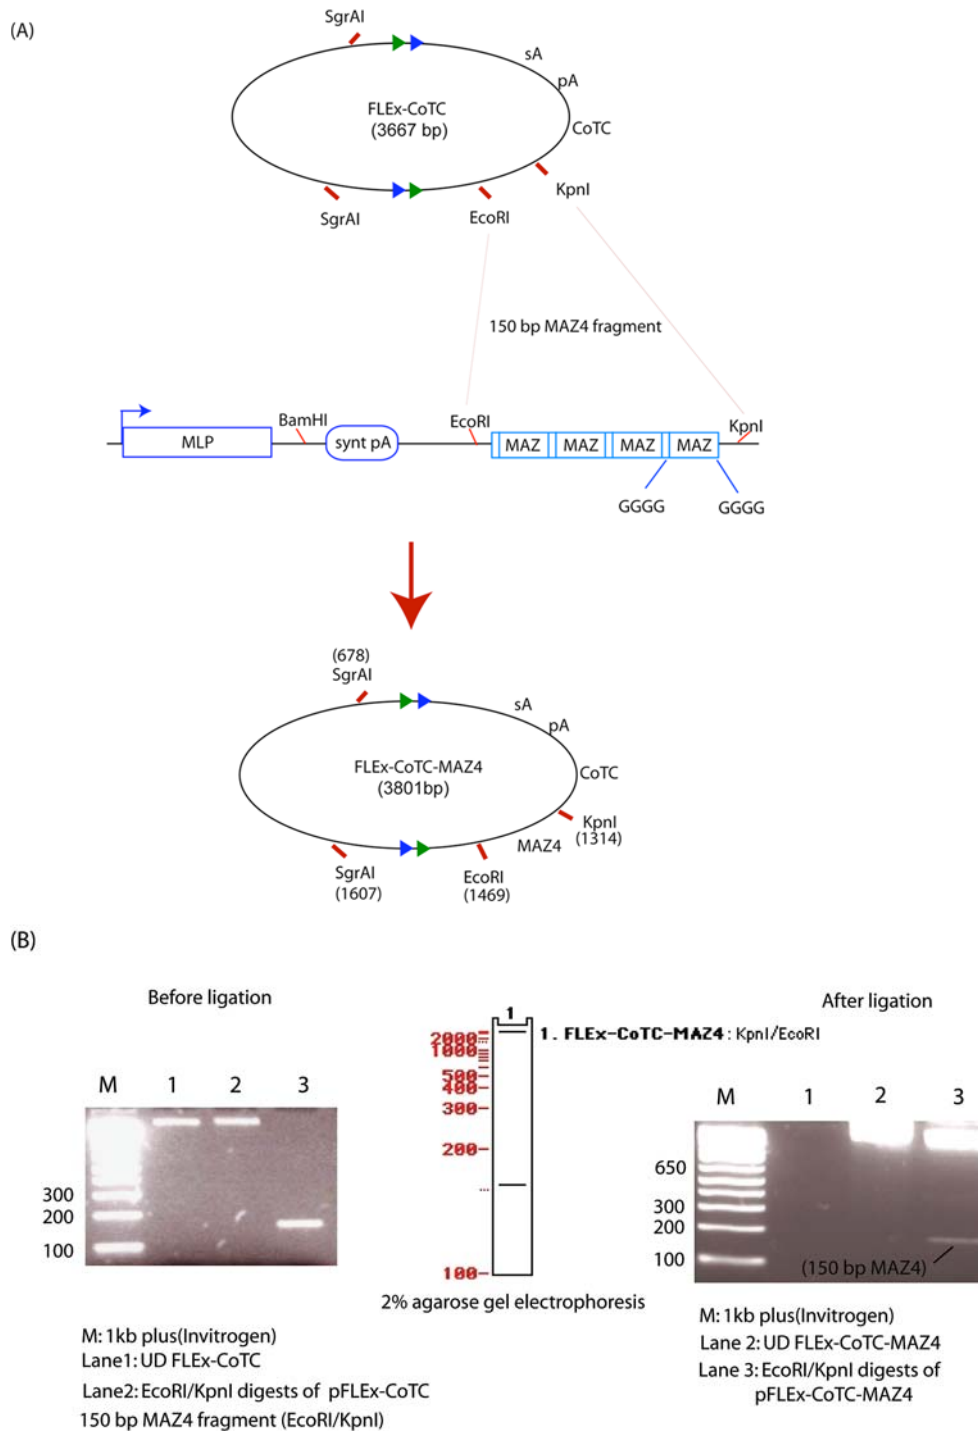 (A)
SgrAI
sA
pA
FLEx-CoTC
(3667 bp)
CoTC
KpnI
SgrAI
EcoRI
150 bp MAZ4 fragment
BamHI
EcoRI
KpnI
MLP
synt pA
MAZ
MAZ
MAZ
MAZ
GGGG
GGGG
(678)
SgrAI
sA
pA
FLEx-CoTC-MAZ4
(3801bp)
CoTC
KpnI
(1314)
MAZ4
SgrAI
(1607)
EcoRI
(1469)
(B)
Before ligation
M
1
2
3
300
200
100
M: 1kb plus(Invitrogen)
Lane1: UD FLEx-CoTC
Lane2: EcoRI/KpnI digests of pFLEx-CoTC
150 bp MAZ4 fragment (EcoRI/KpnI)
1
2000
1000
500
400
300
200
100
1. FLEx-CoTC-MAZ4: KpnI/EcoRI
2% agarose gel electrophoresis
After ligation
M
1
2
3
650
300
200
100
(150 bp MAZ4)
M: 1kb plus(Invitrogen)
Lane 2: UD FLEx-CoTC-MAZ4
Lane 3: EcoRI/KpnI digests of
pFLEx-CoTC-MAZ4